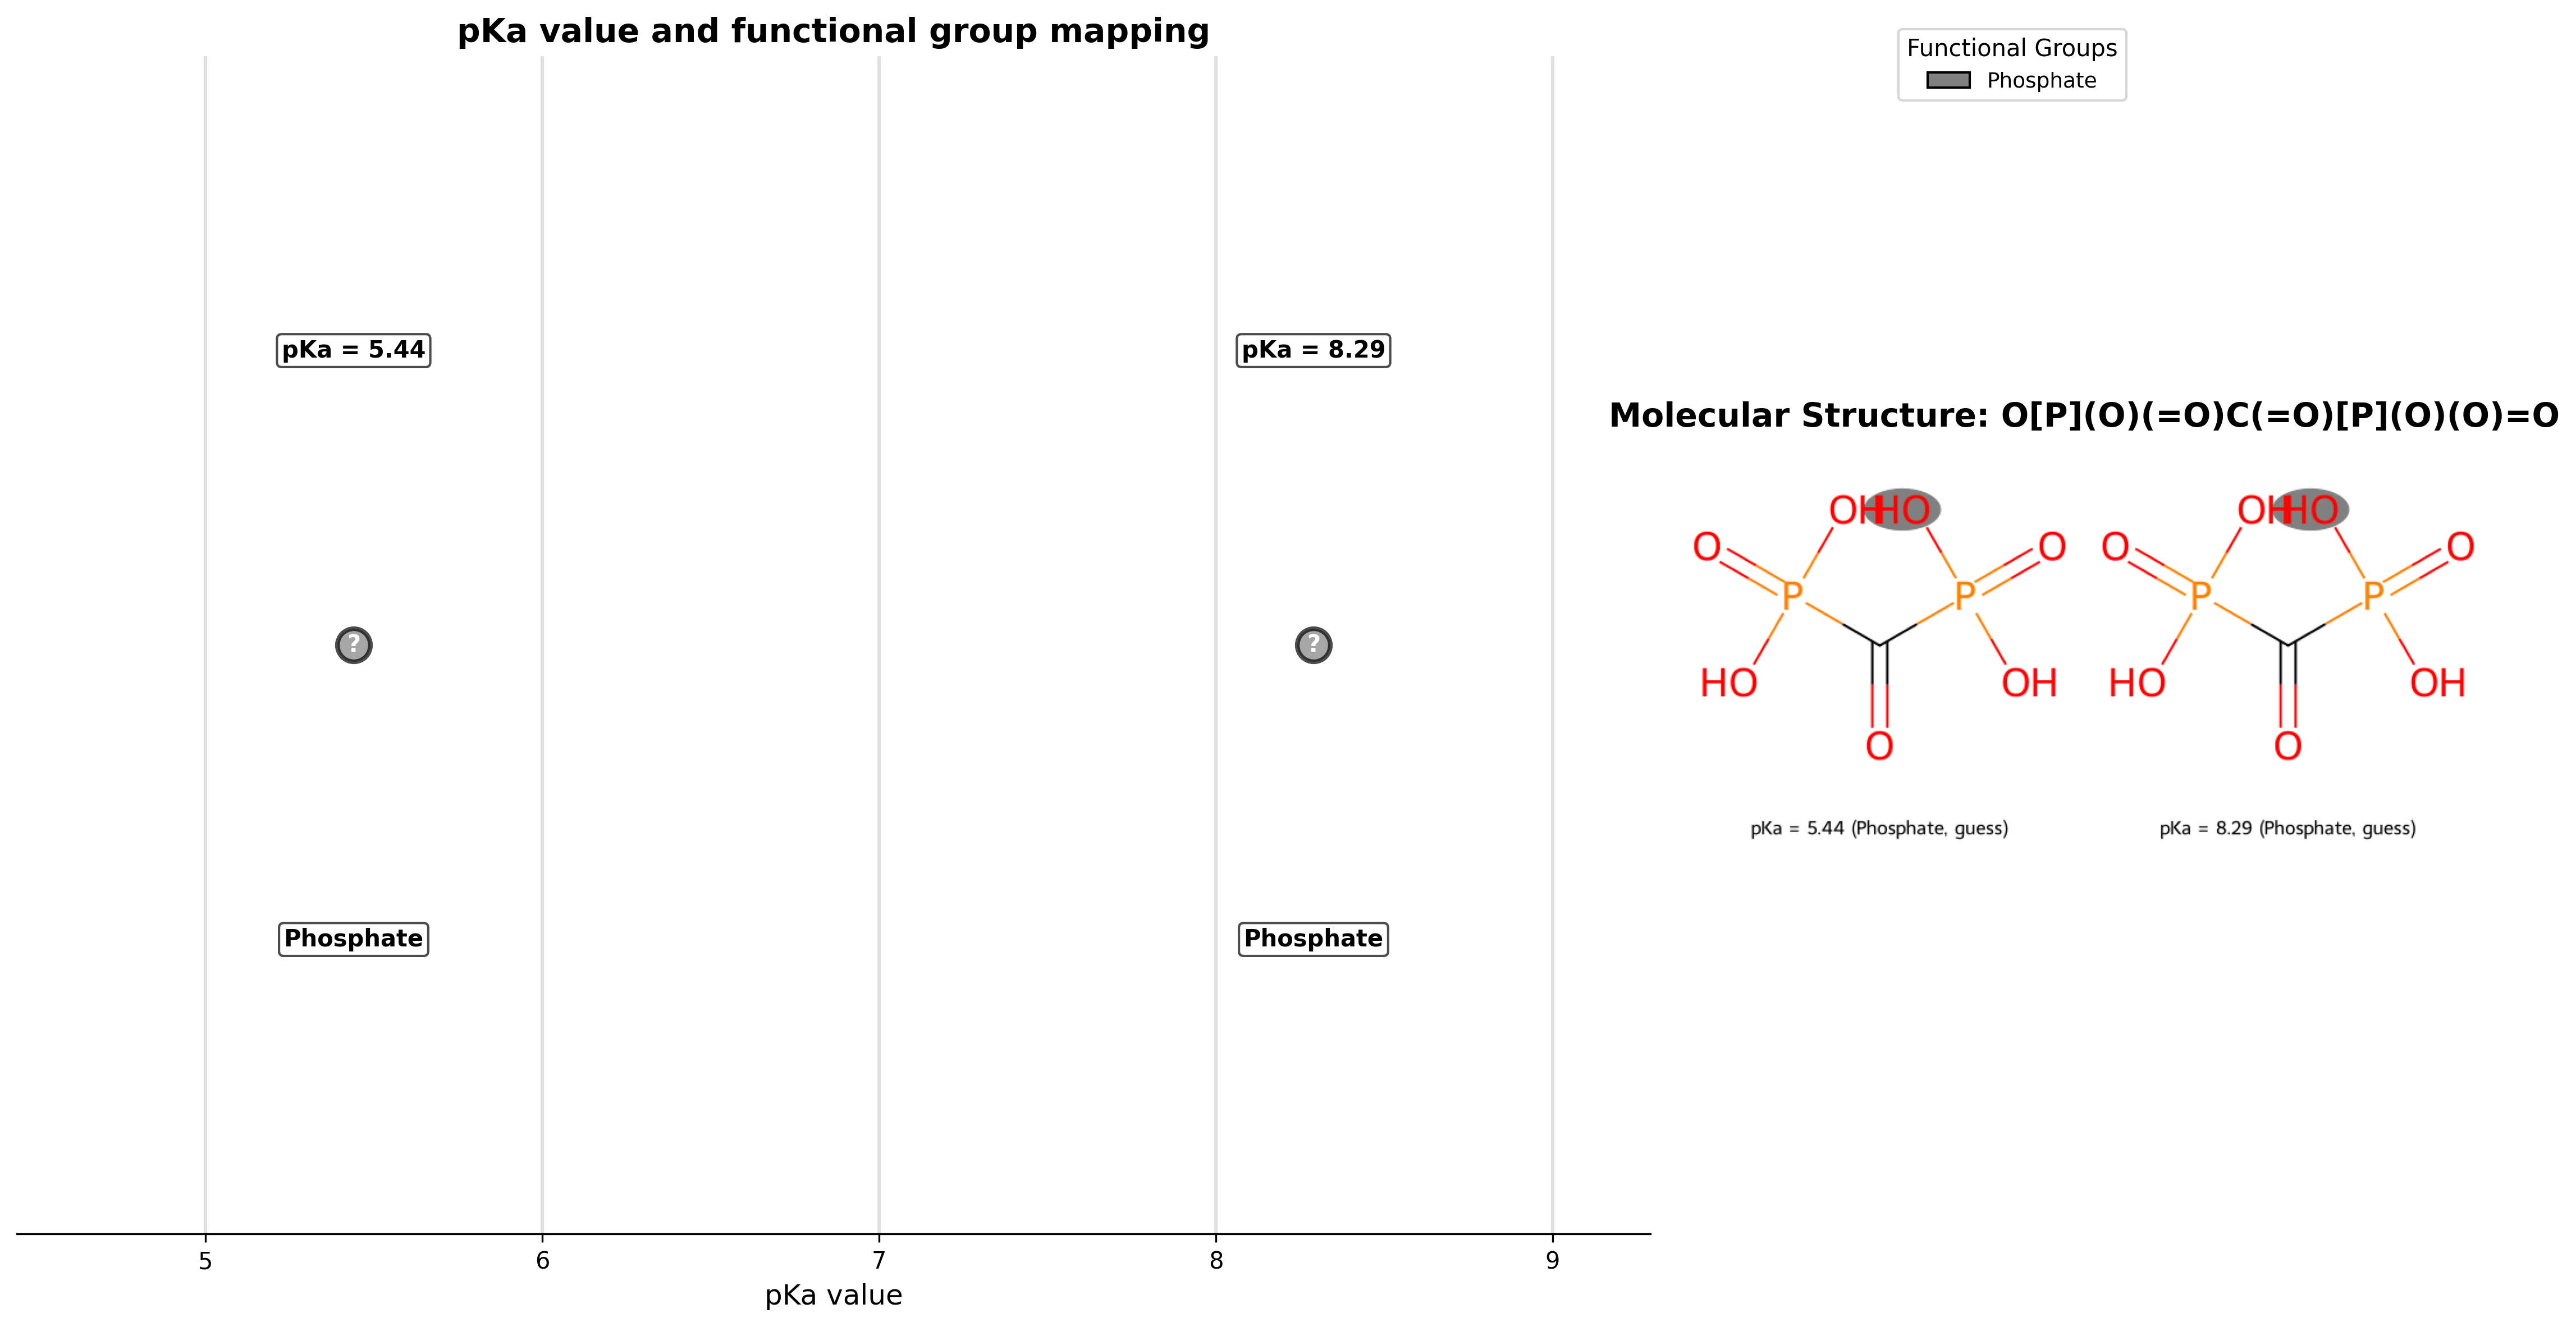 pKa value and functional group mapping
Functional Groups
Phosphate
pKa = 5.44
pKa = 8.29
?
?
Phosphate
Phosphate
5
6
7
8
9
pKa value
Molecular Structure: O[P](O)(=O)C(=O)[P](O)(O)=O
OH
HO
O
O
P
P
HO
OH
O
OH
HO
O
O
P
P
HO
OH
O
pKa = 5.44 (Phosphate, guess)
pKa = 8.29 (Phosphate, guess)